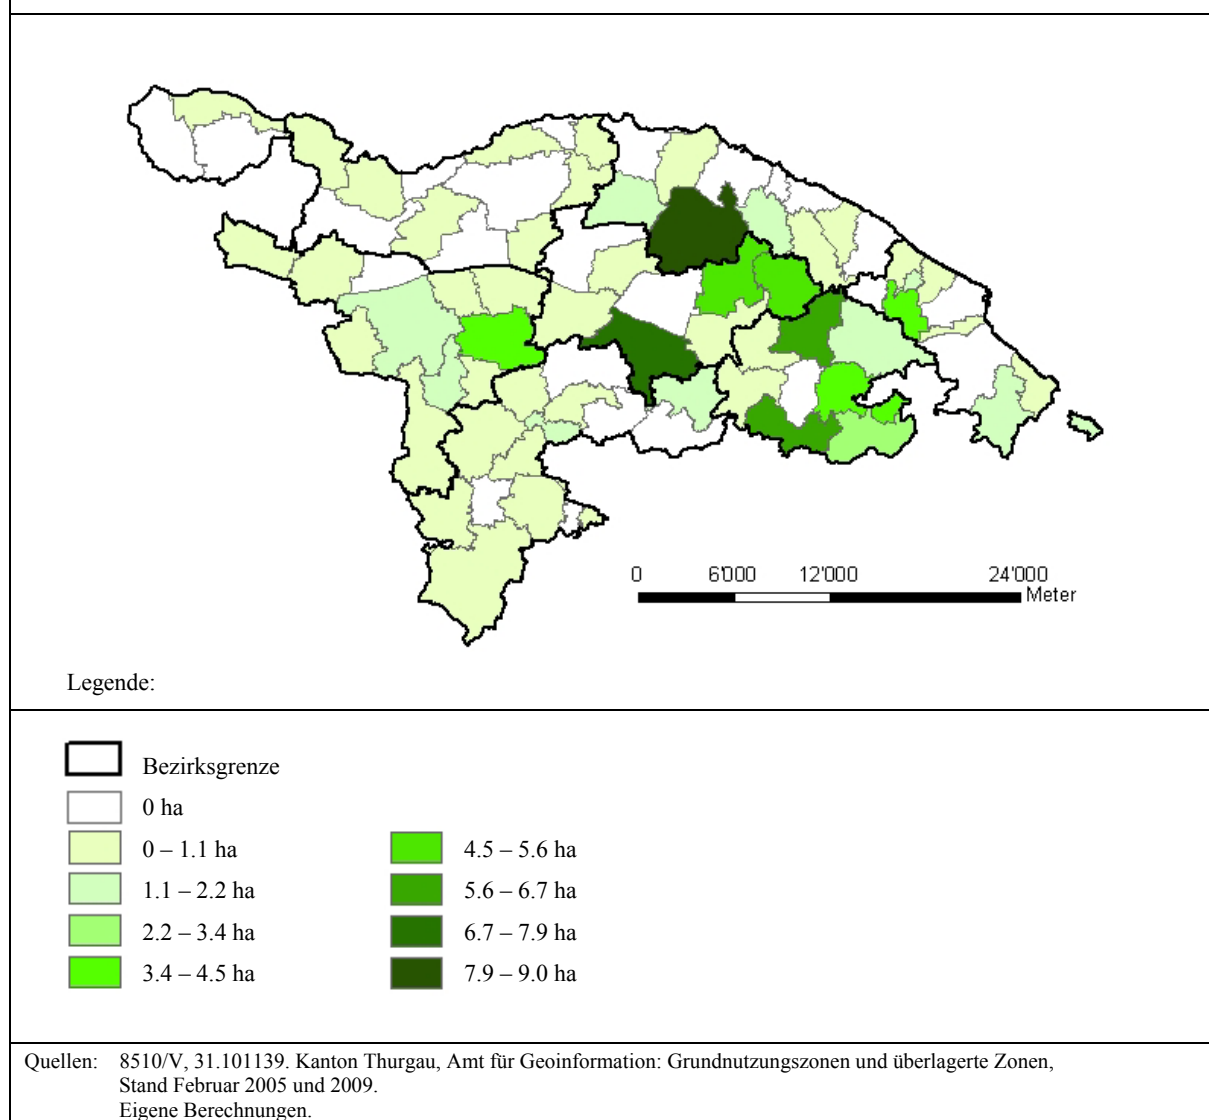 0 6'000 12'000 24'000
Meter
Legende:
Bezirksgrenze
0 ha
0 – 1.1 ha
1.1 – 2.2 ha
2.2 – 3.4 ha
3.4 – 4.5 ha
4.5 – 5.6 ha
5.6 – 6.7 ha
6.7 – 7.9 ha
7.9 – 9.0 ha
Quellen: 8510/V, 31.101139. Kanton Thurgau, Amt für Geoinformation: Grundnutzungszonen und überlagerte Zonen,
Stand Februar 2005 und 2009.
Eigene Berechnungen.